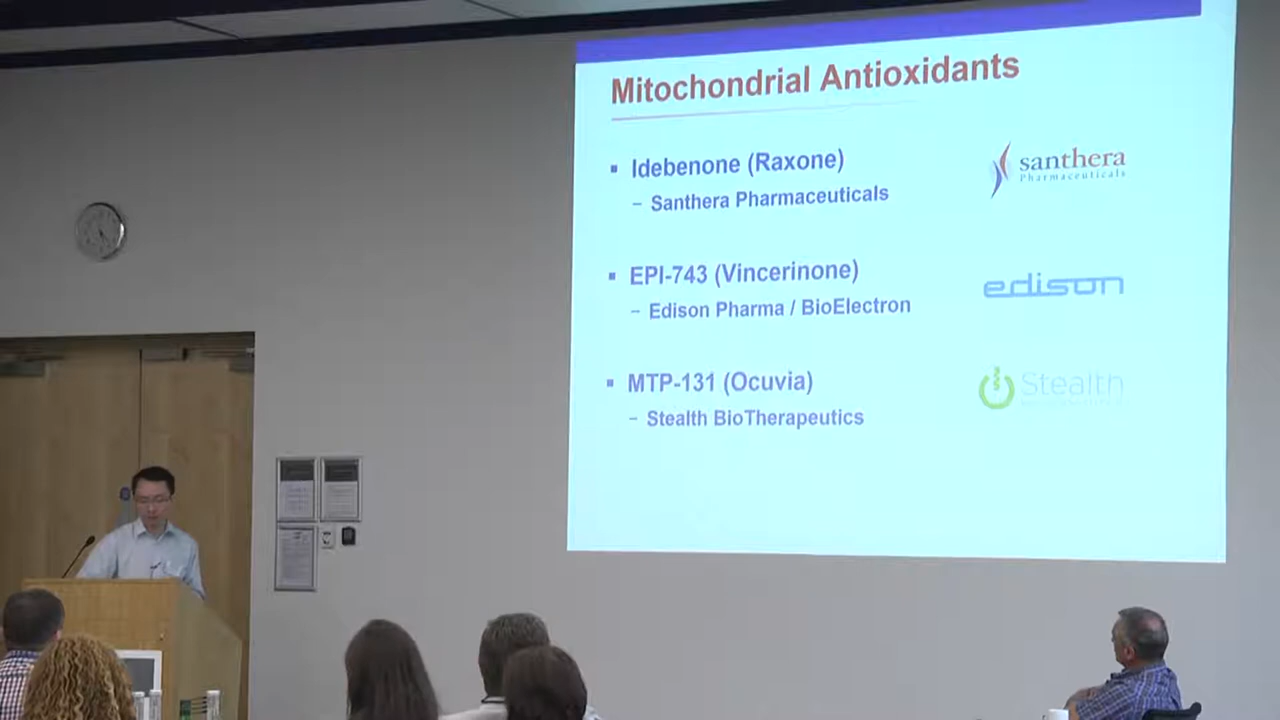 Mitochondrial Antioxidants
▪ Idebenone (Raxone)
– Santhera Pharmaceuticals
santhera
Pharmaceuticals
▪ EPI-743 (Vincerinone)
– Edison Pharma / BioElectron
edison
▪ MTP-131 (Ocuvia)
– Stealth BioTherapeutics
Stealth